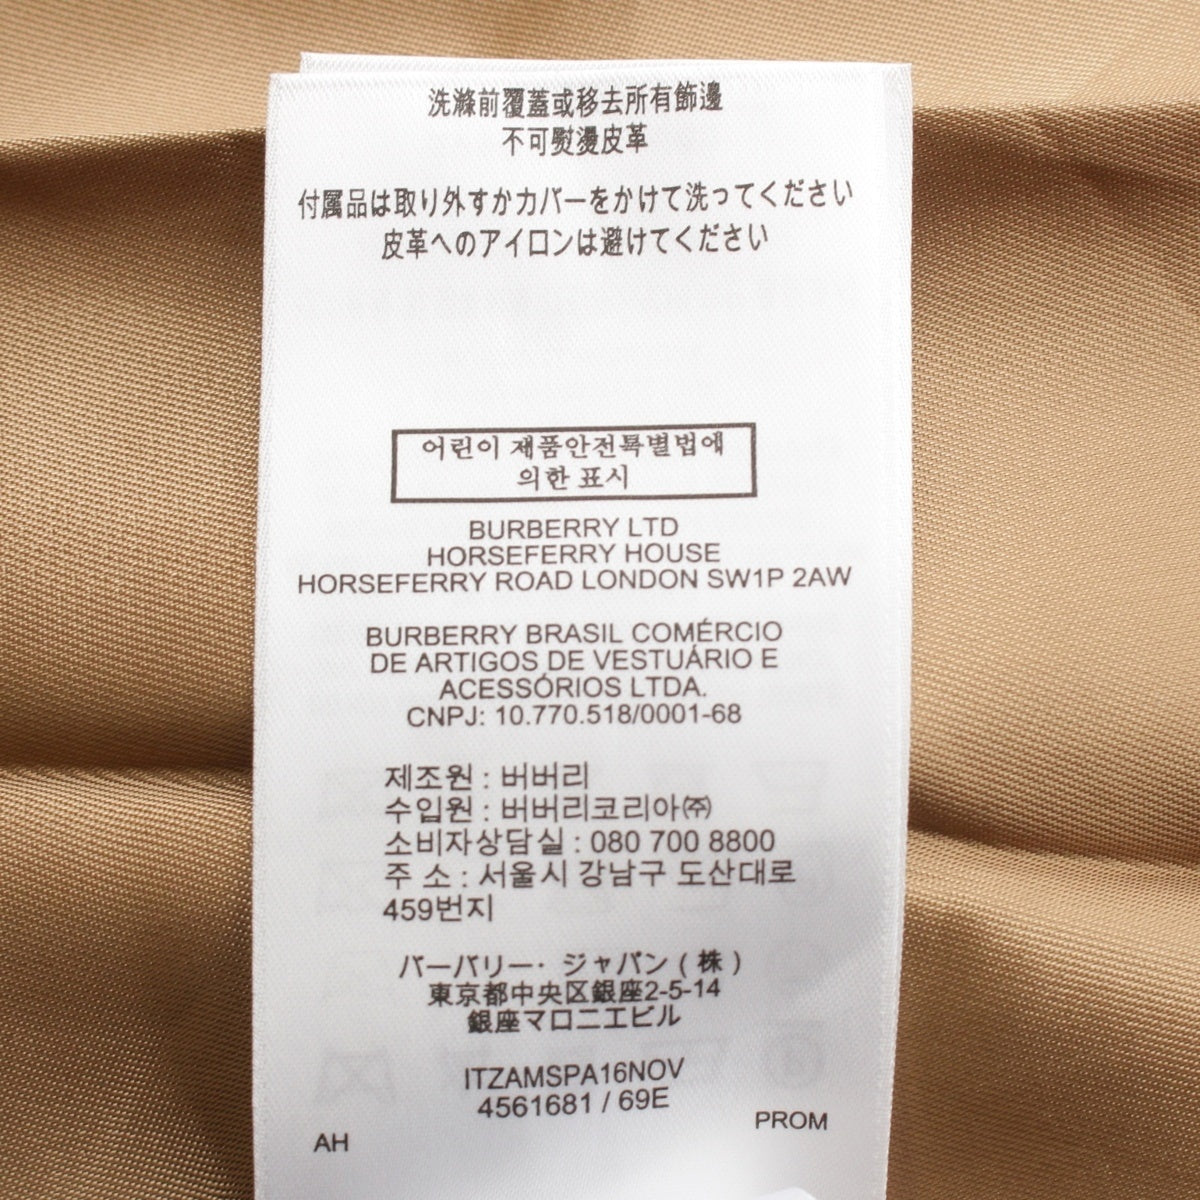 洗滌前覆蓋或移去所有飾邊
不可熨燙皮革
付属品は取り外すかカバーをかけて洗ってください
皮革へのアイロンは避けてください
어린이 제품안전특별법에
의한 표시
BURBERRY LTD
HORSEFERRY HOUSE
HORSEFERRY ROAD LONDON SW1P 2AW
BURBERRY BRASIL COMÉRCIO
DE ARTIGOS DE VESTUÁRIO E
ACESSÓRIOS LTDA.
CNPJ: 10.770.518/0001-68
제조원 : 버버리
수입원 : 버버리코리아㈜
소비자상담실 : 080 700 8800
주 소 : 서울시 강남구 도산대로
459번지
バーバリー・ジャパン ( 株 )
東京都中央区銀座2-5-14
銀座マロニエビル
ITZAMSPA16NOV
4561681 / 69E
PROM
AH